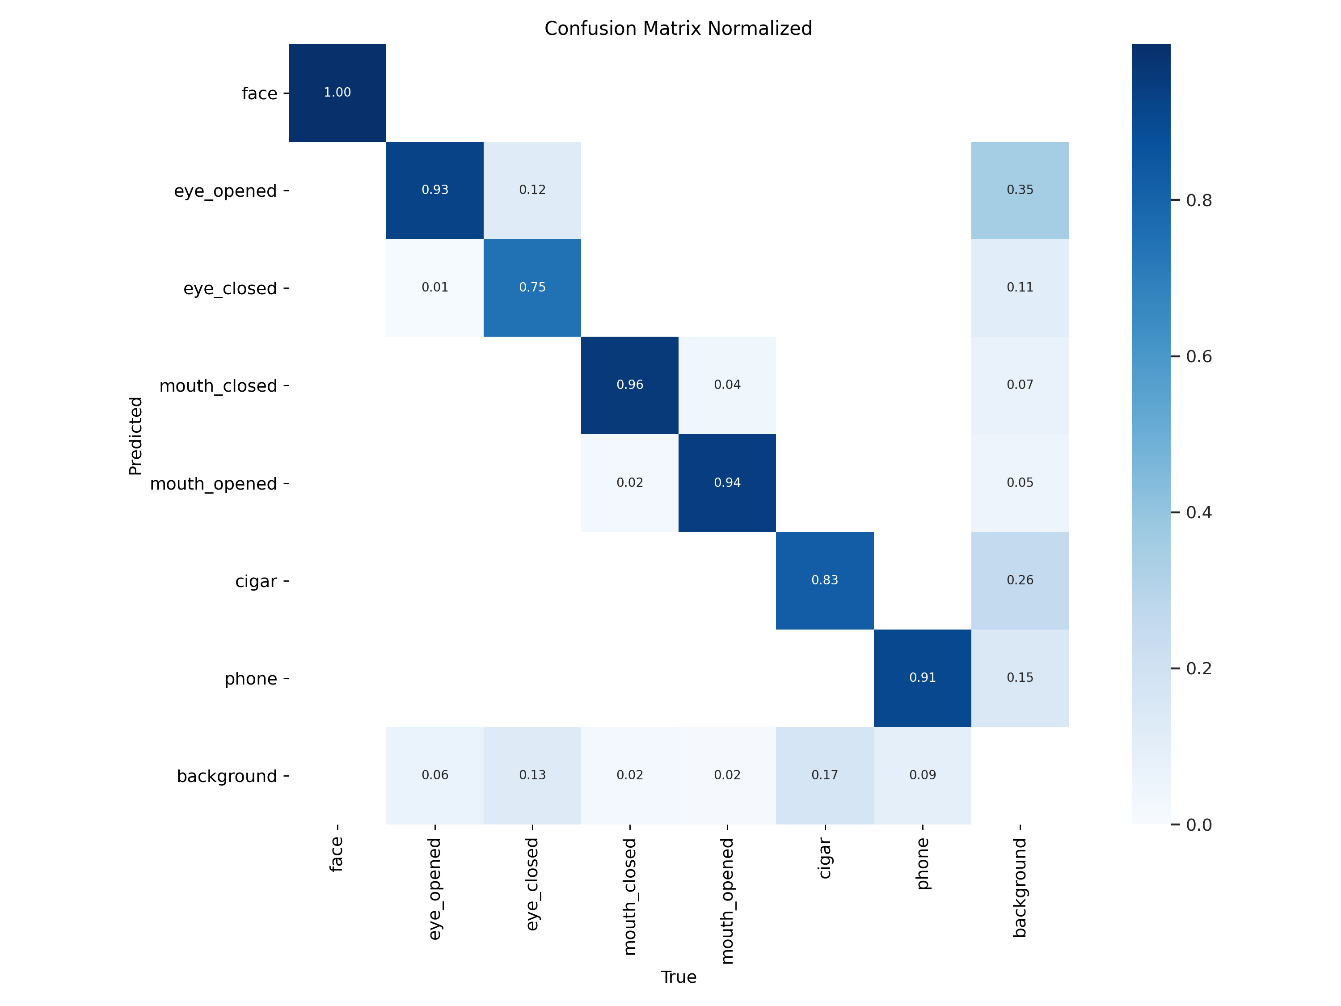 Confusion Matrix Normalized
face
1.00
eye_opened
0.93 0.12 0.35
eye_closed
0.01 0.75 0.11
mouth_closed
0.96 0.04 0.07
mouth_opened
0.02 0.94 0.05
cigar
0.83 0.26
phone
0.91 0.15
background
0.06 0.13 0.02 0.02 0.17 0.09
Predicted
face
eye_opened
eye_closed
mouth_closed
mouth_opened
cigar
phone
background
True
0.8
0.6
0.4
0.2
0.0